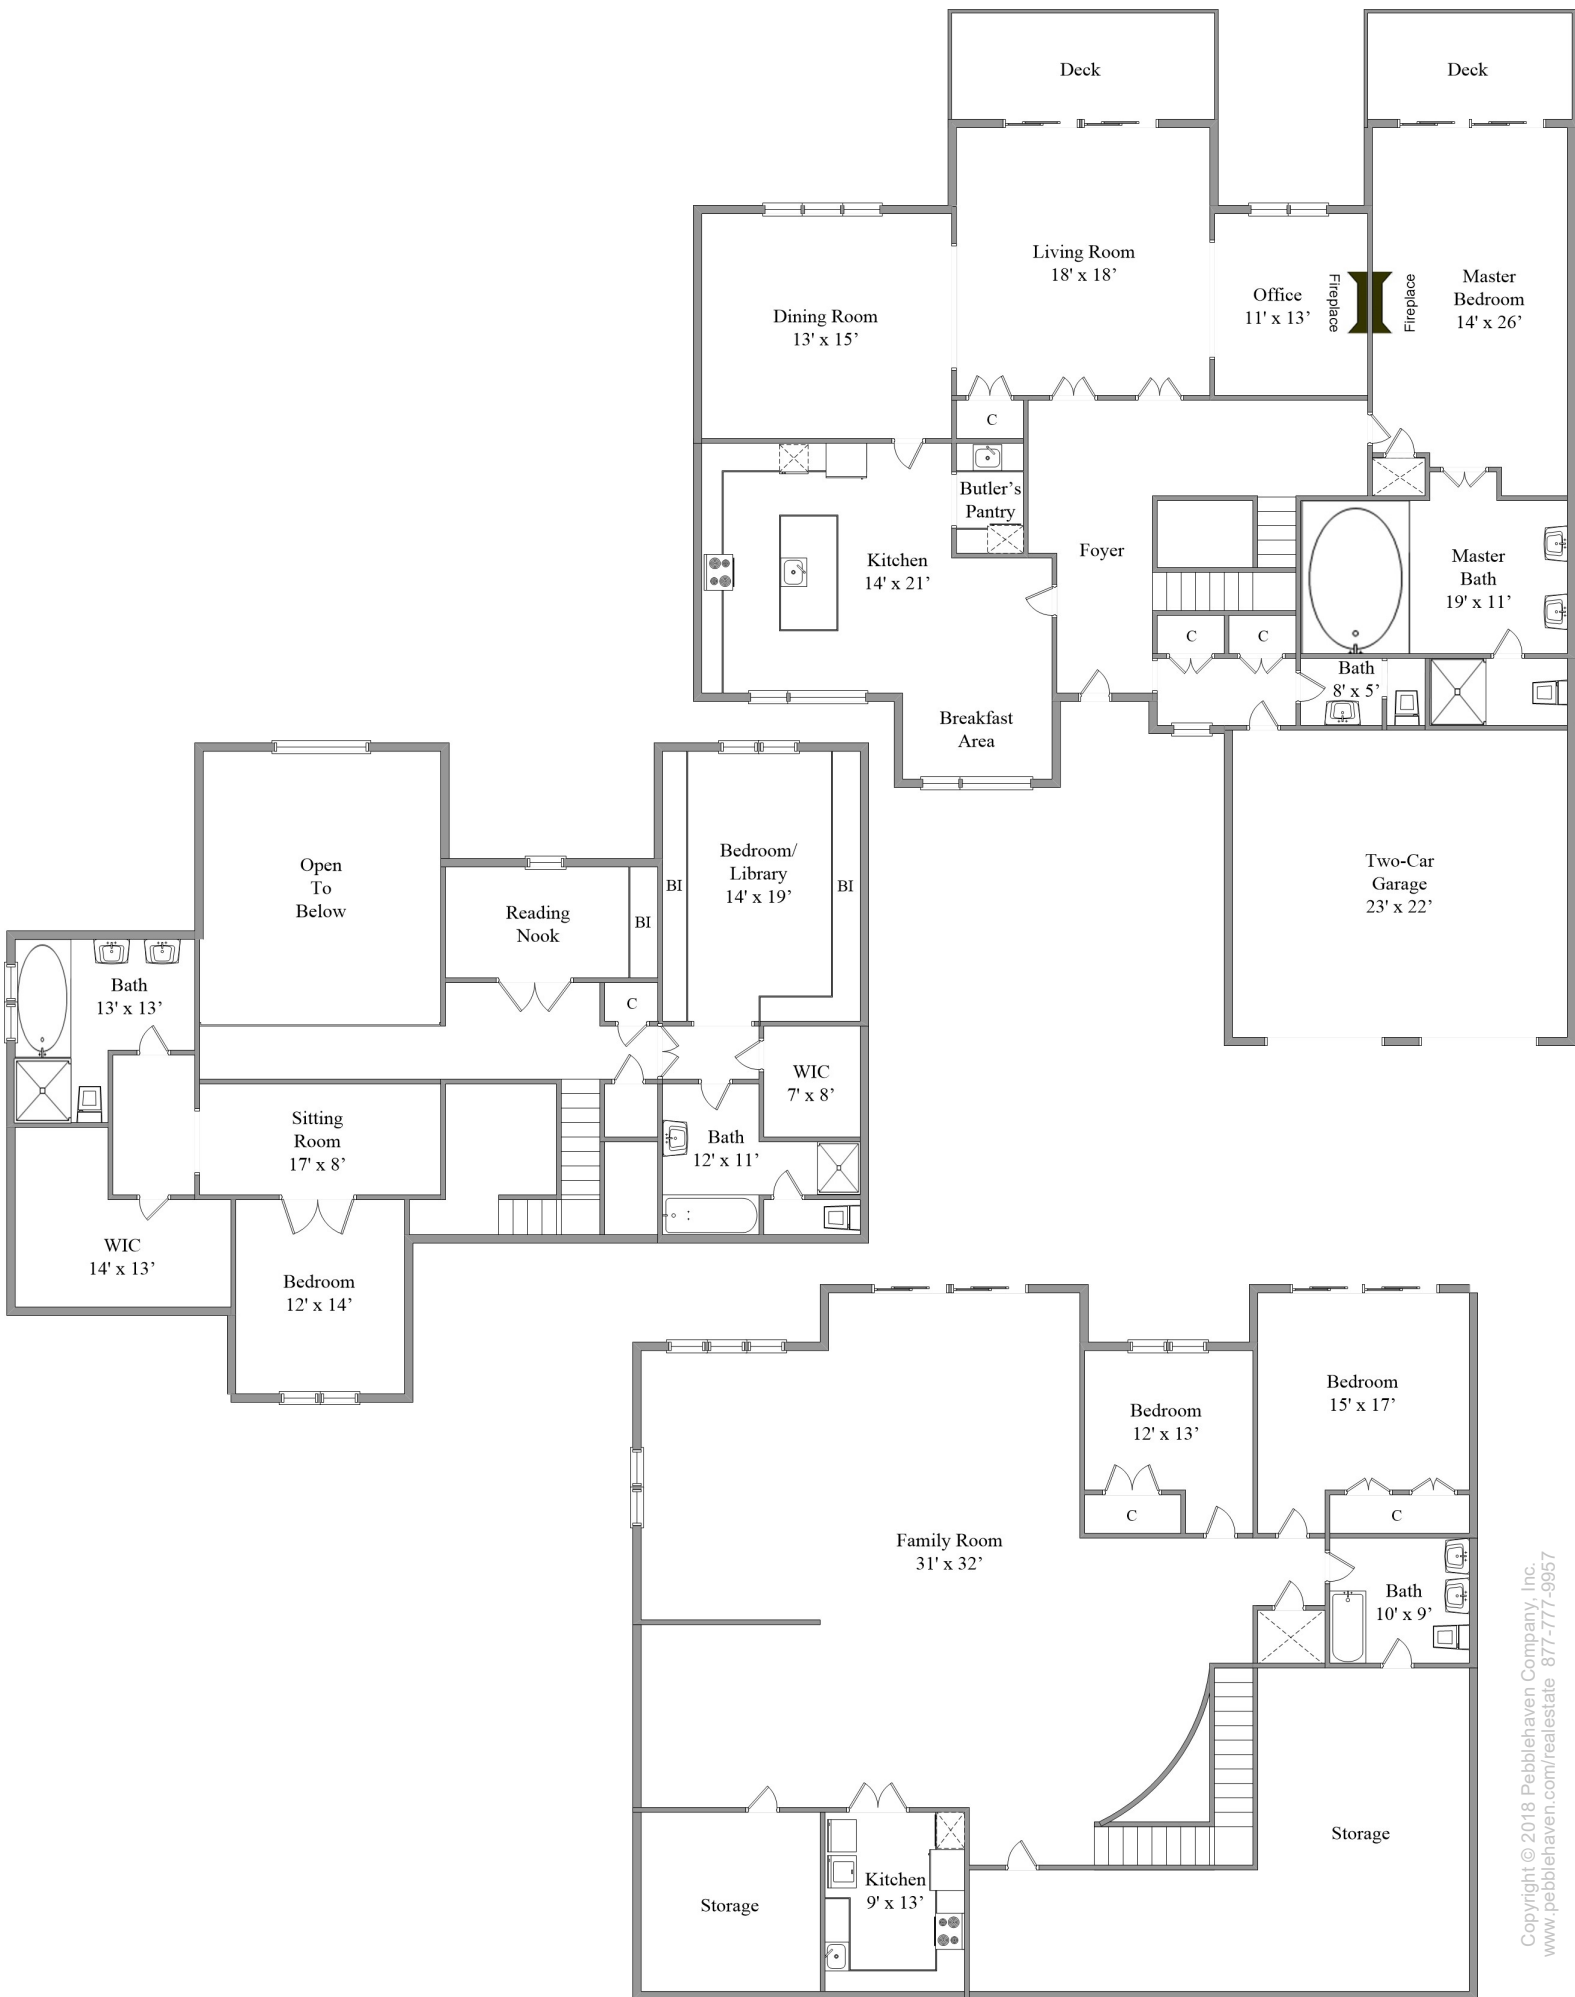 Deck
Deck
Living Room
18' x 18’
Dining Room
13' x 15’
Office
11' x 13’
Fireplace
Fireplace
Master
Bedroom
14' x 26’
C
Butler’s
Pantry
Kitchen
14' x 21’
Foyer
Master
Bath
19' x 11’
C
C
Bath
8' x 5’
Breakfast
Area
Two-Car
Garage
23' x 22’
Open
To
Below
Reading
Nook
BI
BI
Bedroom/
Library
14' x 19’
BI
Bath
13' x 13’
C
WIC
7' x 8’
Sitting
Room
17' x 8’
Bath
12' x 11’
WIC
14' x 13’
Bedroom
12' x 14’
Bedroom
12' x 13’
Bedroom
15' x 17’
C
C
Family Room
31' x 32’
Bath
10' x 9’
Storage
Kitchen
9' x 13’
Storage
Copyright © 2018 Pebblehaven Company, Inc.
www.pebblehaven.com/realestate 877-777-9957